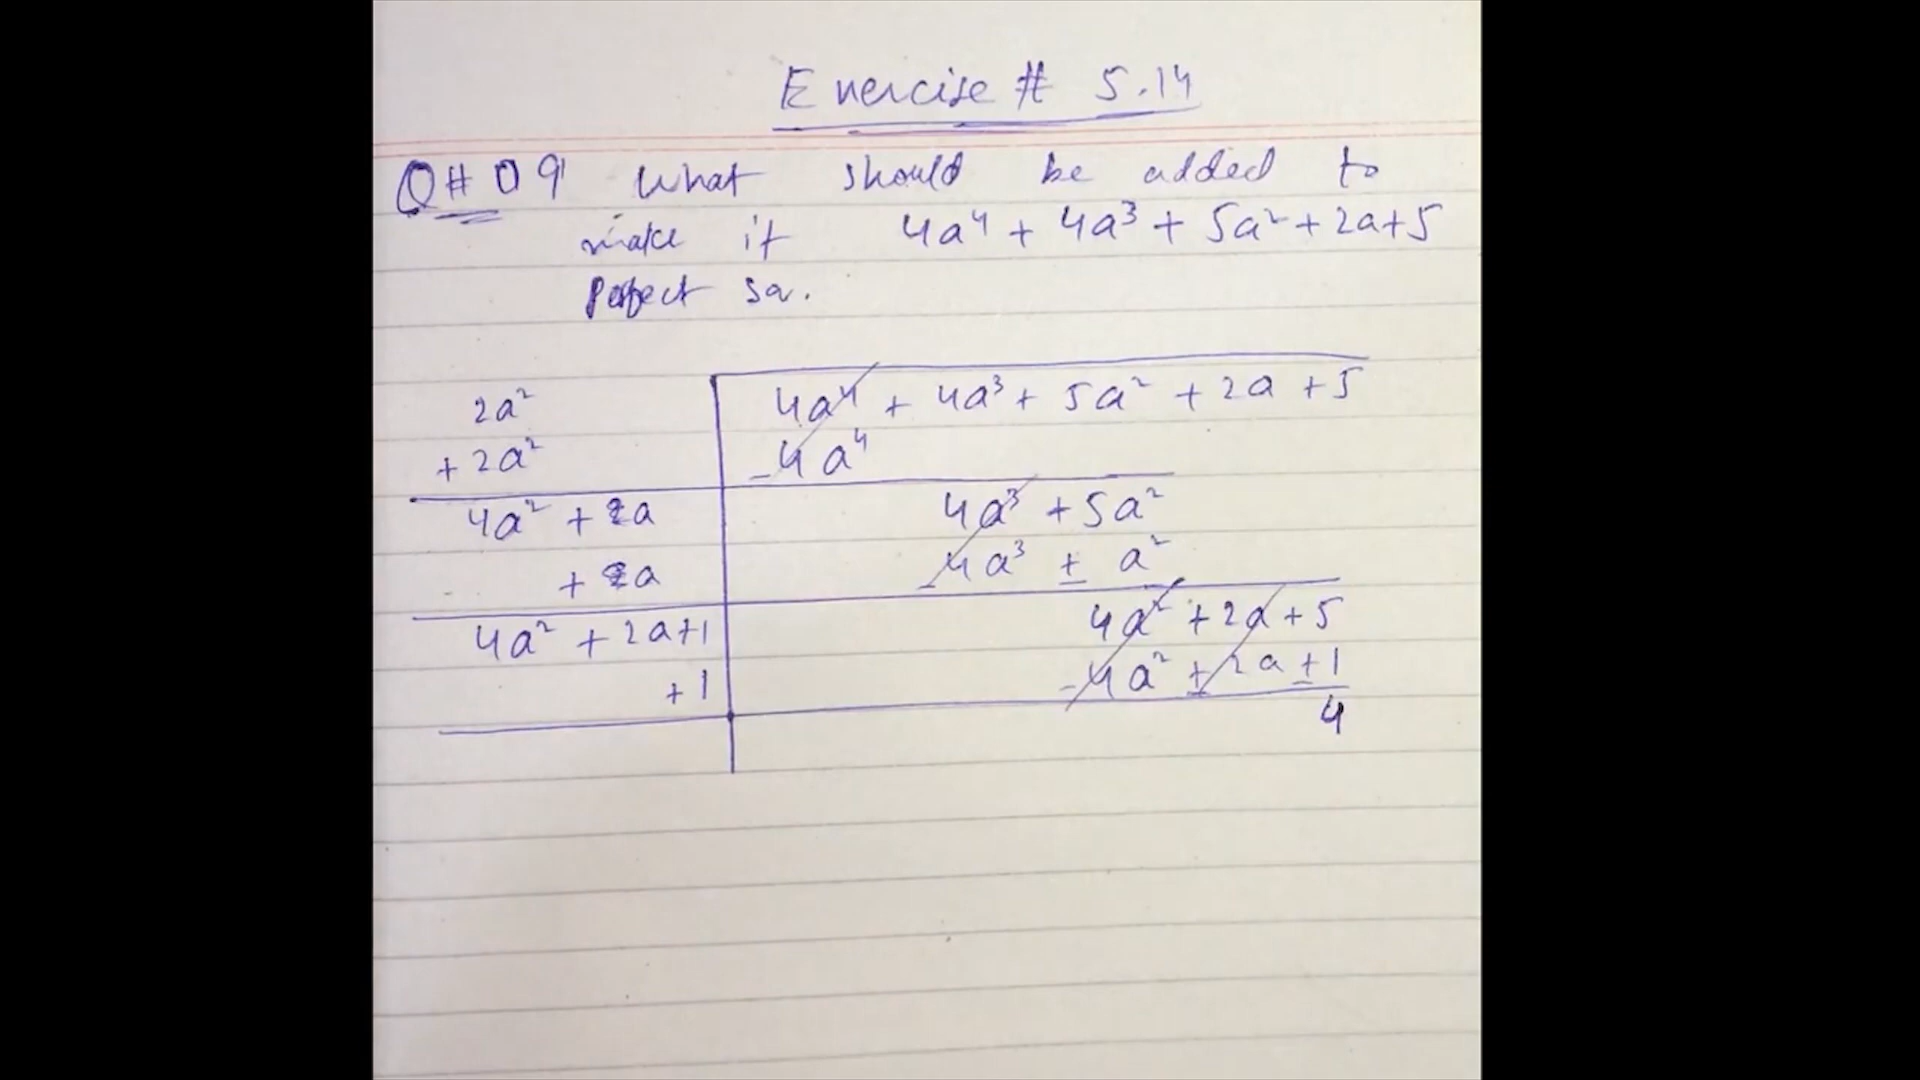 Exercise # 5.14
Q# 09 What should be added to
make it 4a⁴ + 4a³ + 5a² + 2a + 5
Perfect sq.
2a² 4a⁴ + 4a³ + 5a² + 2a + 5
+ 2a² - 4a⁴
4a² + a 4a³ + 5a²
+ a - 4a³ ± a²
4a² + 2a + 1 4a² + 2a + 5
+ 1 - 4a² ± 2a ± 1
4